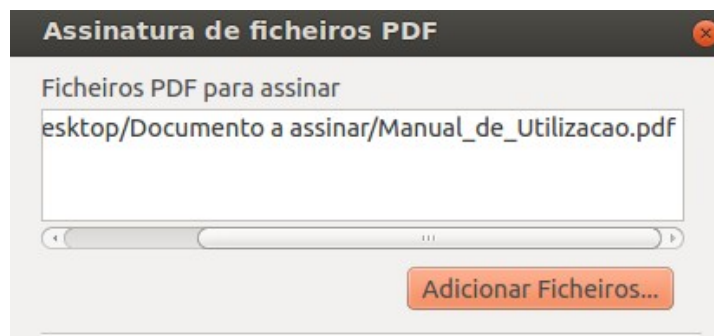 Assinatura de ficheiros PDF
Ficheiros PDF para assinar
esktop/Documento a assinar/Manual_de_Utilizacao.pdf
Adicionar Ficheiros...